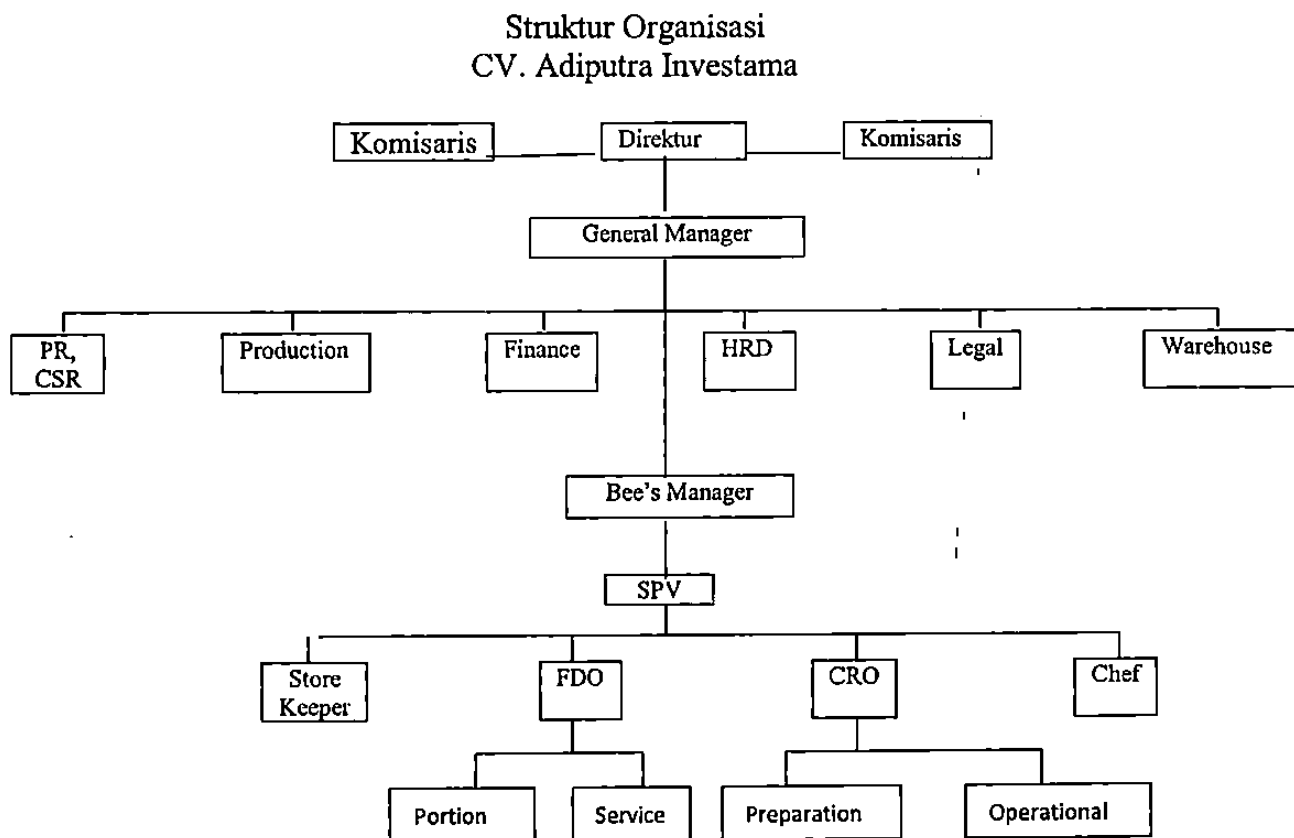 Struktur Organisasi
CV. Adiputra Investama
Komisaris
Direktur
Komisaris
General Manager
PR,
CSR
Production
Finance
HRD
Legal
Warehouse
Bee's Manager
SPV
Store
Keeper
FDO
CRO
Chef
Portion
Service
Preparation
Operational